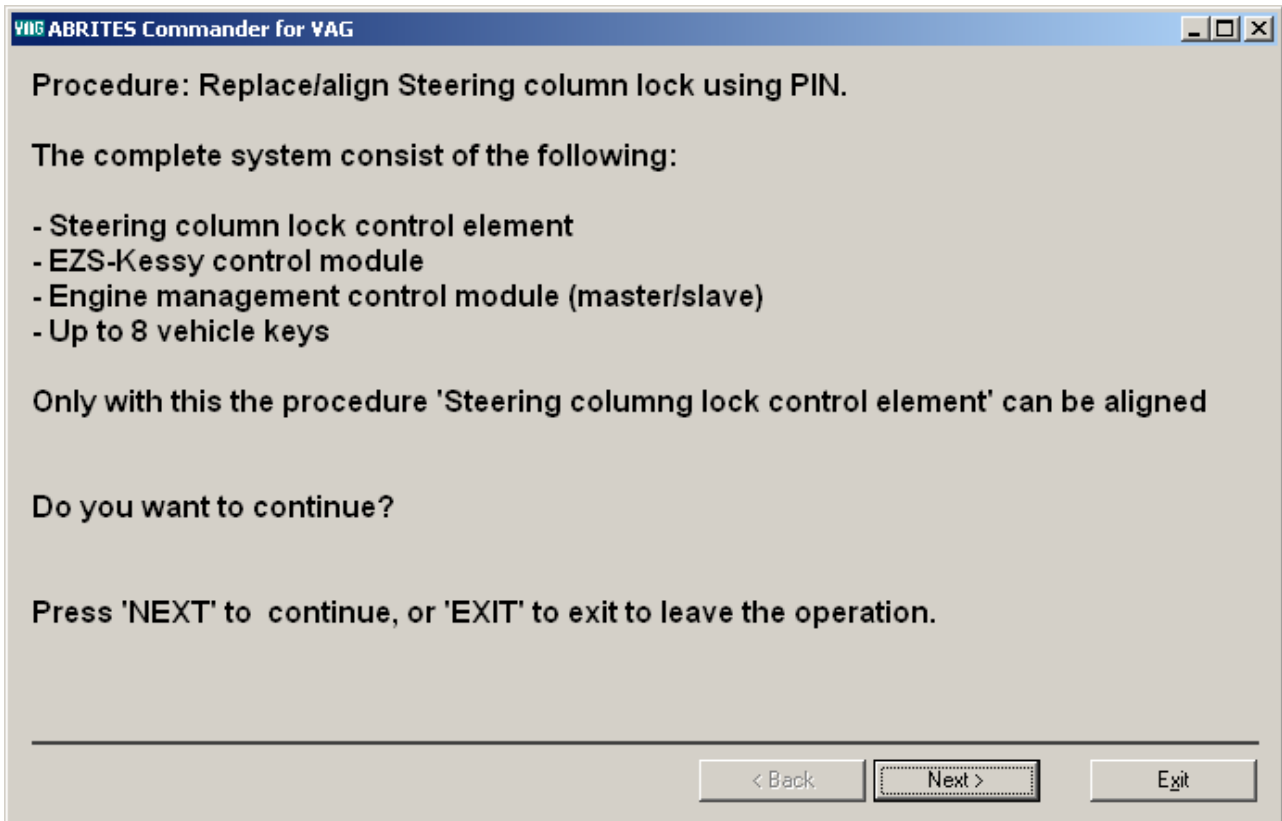 VAG ABRITES Commander for VAG
Procedure: Replace/align Steering column lock using PIN.
The complete system consist of the following:
- Steering column lock control element
- EZS-Kessy control module
- Engine management control module (master/slave)
- Up to 8 vehicle keys
Only with this the procedure 'Steering columng lock control element' can be aligned
Do you want to continue?
Press 'NEXT' to  continue, or 'EXIT' to exit to leave the operation.
< Back Next > Exit